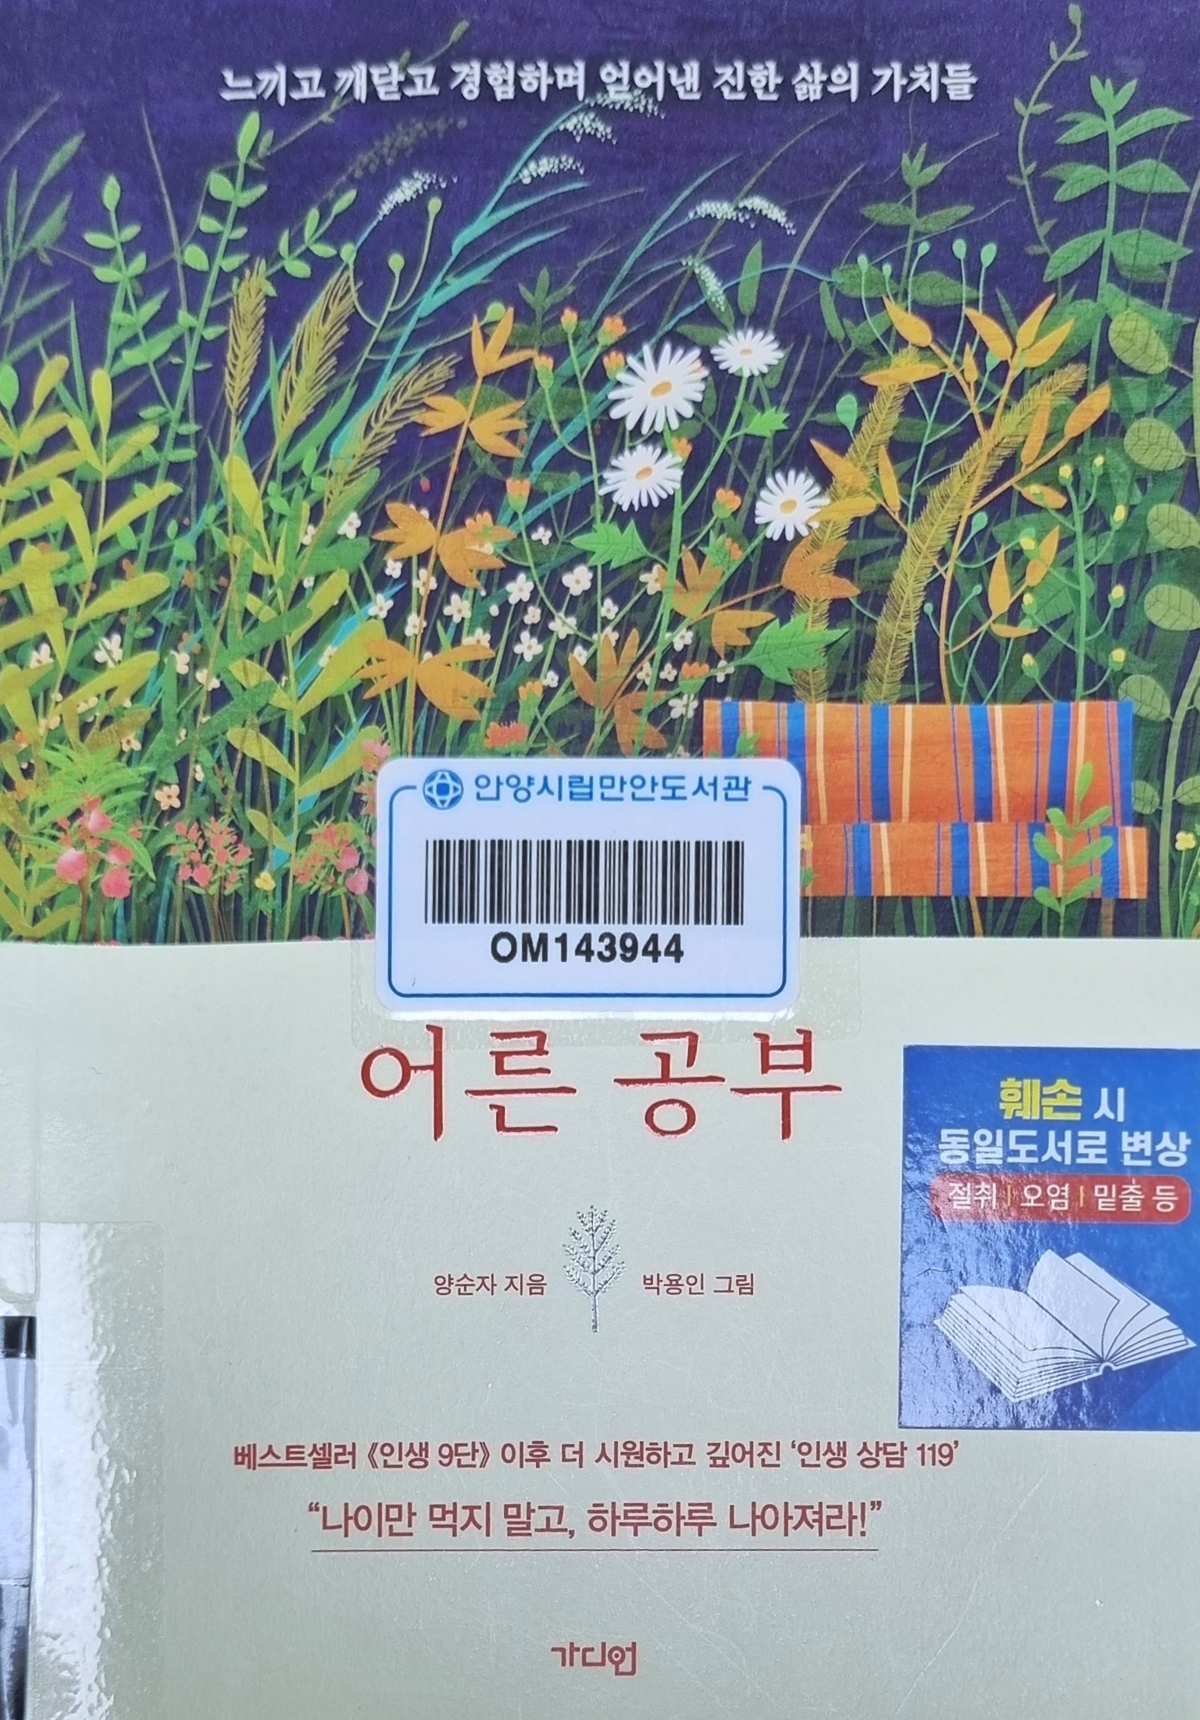 느끼고 깨닫고 경험하며 얻어낸 진한 삶의 가치들
안양시립만안도서관
OM143944
어른 공부
훼손 시
동일도서로 변상
절취 | 오염 | 밑줄 등
양순자 지음
박용인 그림
베스트셀러 《인생 9단》 이후 더 시원하고 깊어진 ‘인생 상담 119’
“나이만 먹지 말고, 하루하루 나아져라!”
가디언